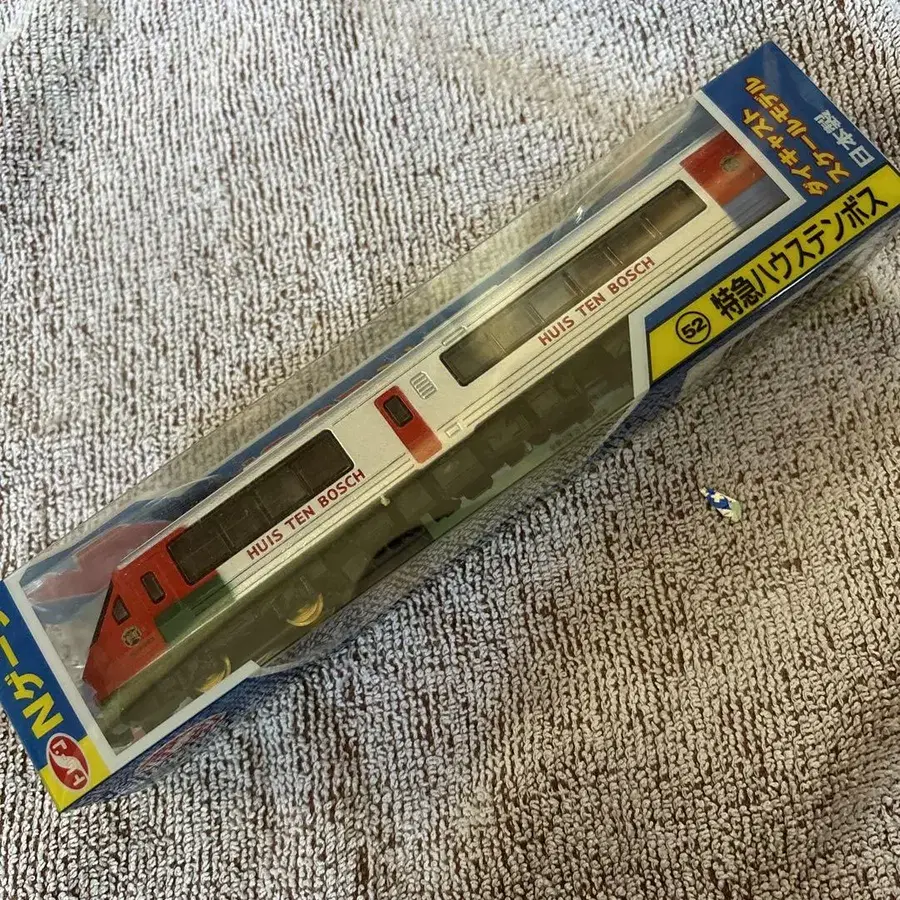 ダイキャスト
スケールモデル
日本製
52 特急ハウステンボス
HUIS TEN BOSCH
HUIS TEN BOSCH
Nゲージ